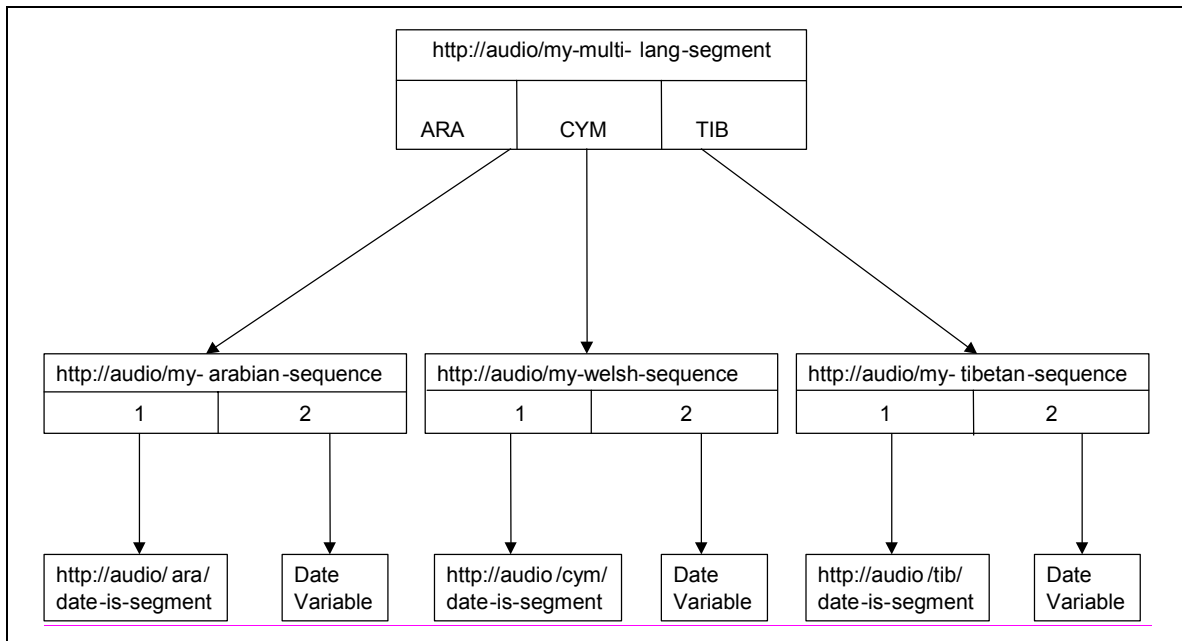 http://audio/my-multi- lang-segment
ARA CYM TIB
http://audio/my- arabian-sequence
1 2
http://audio/my-welsh-sequence
1 2
http://audio/my- tibetan-sequence
1 2
http://audio/ ara/
date-is-segment
Date
Variable
http://audio /cym/
date-is-segment
Date
Variable
http://audio /tib/
date-is-segment
Date
Variable